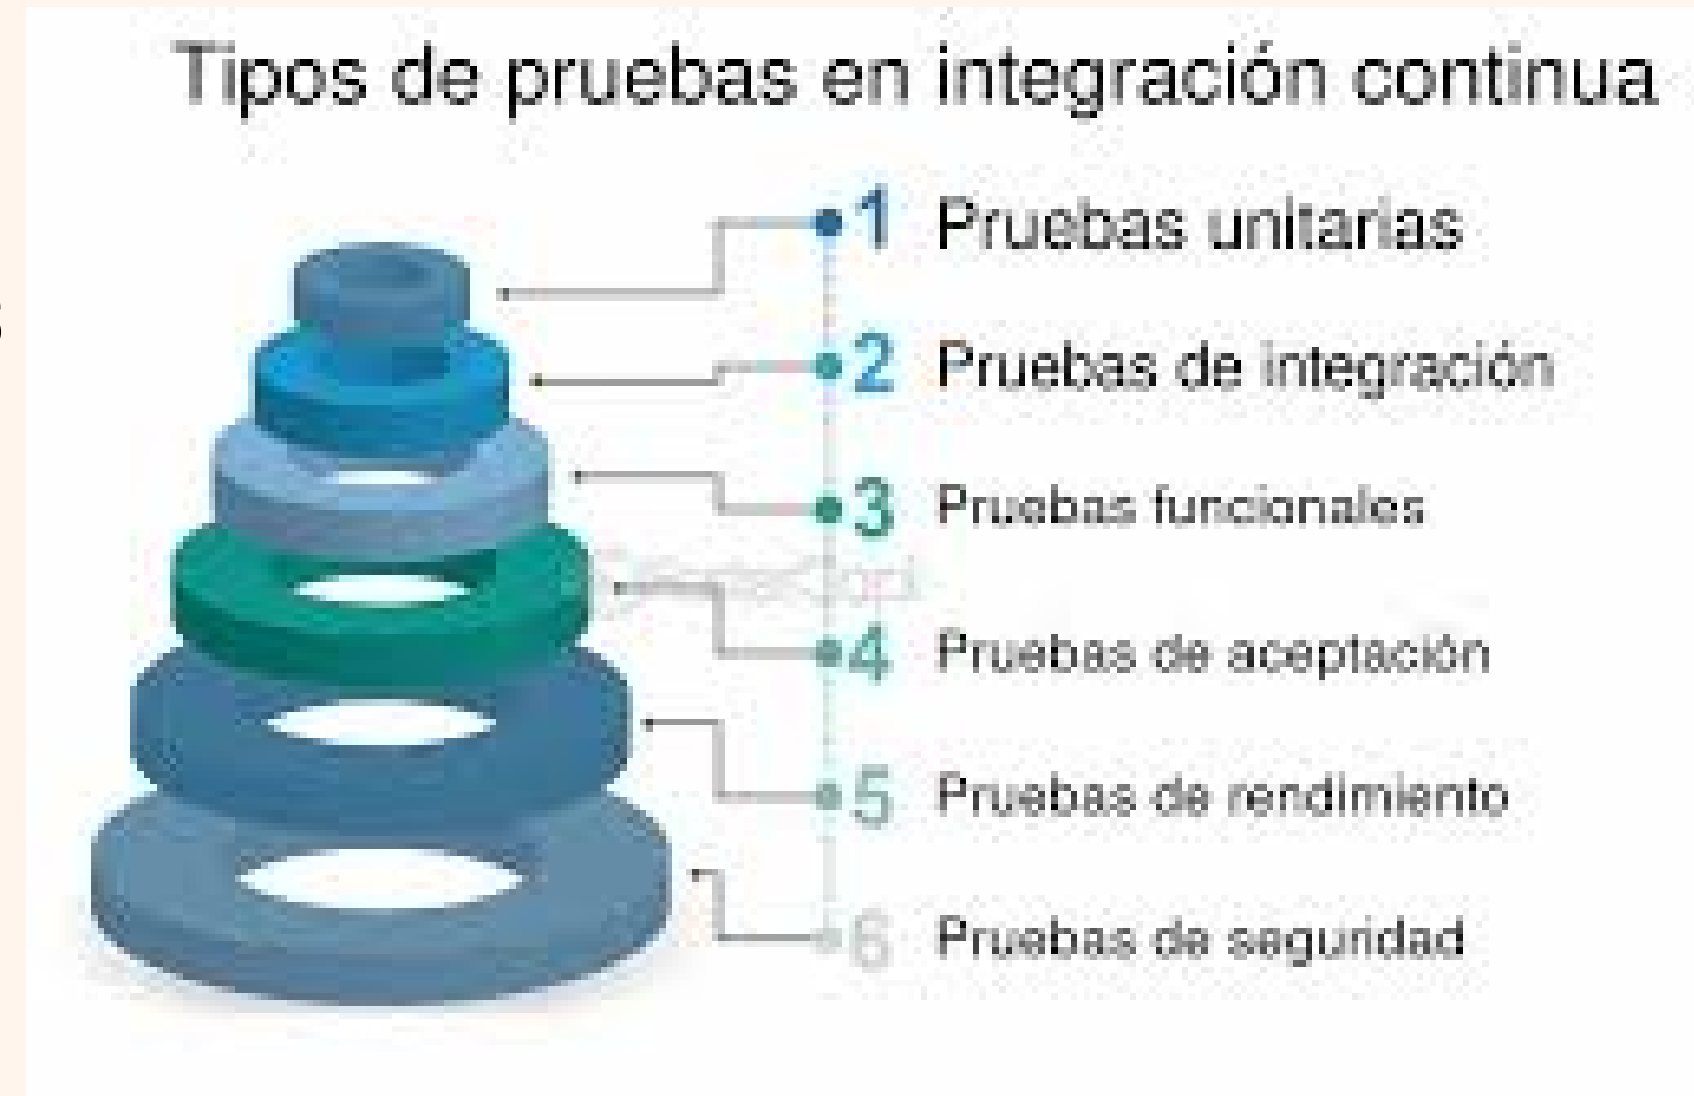 Tipos de pruebas en integración continua
1 Pruebas unitarias
2 Pruebas de integración
3 Pruebas funcionales
4 Pruebas de aceptación
5 Pruebas de rendimiento
6 Pruebas de seguridad